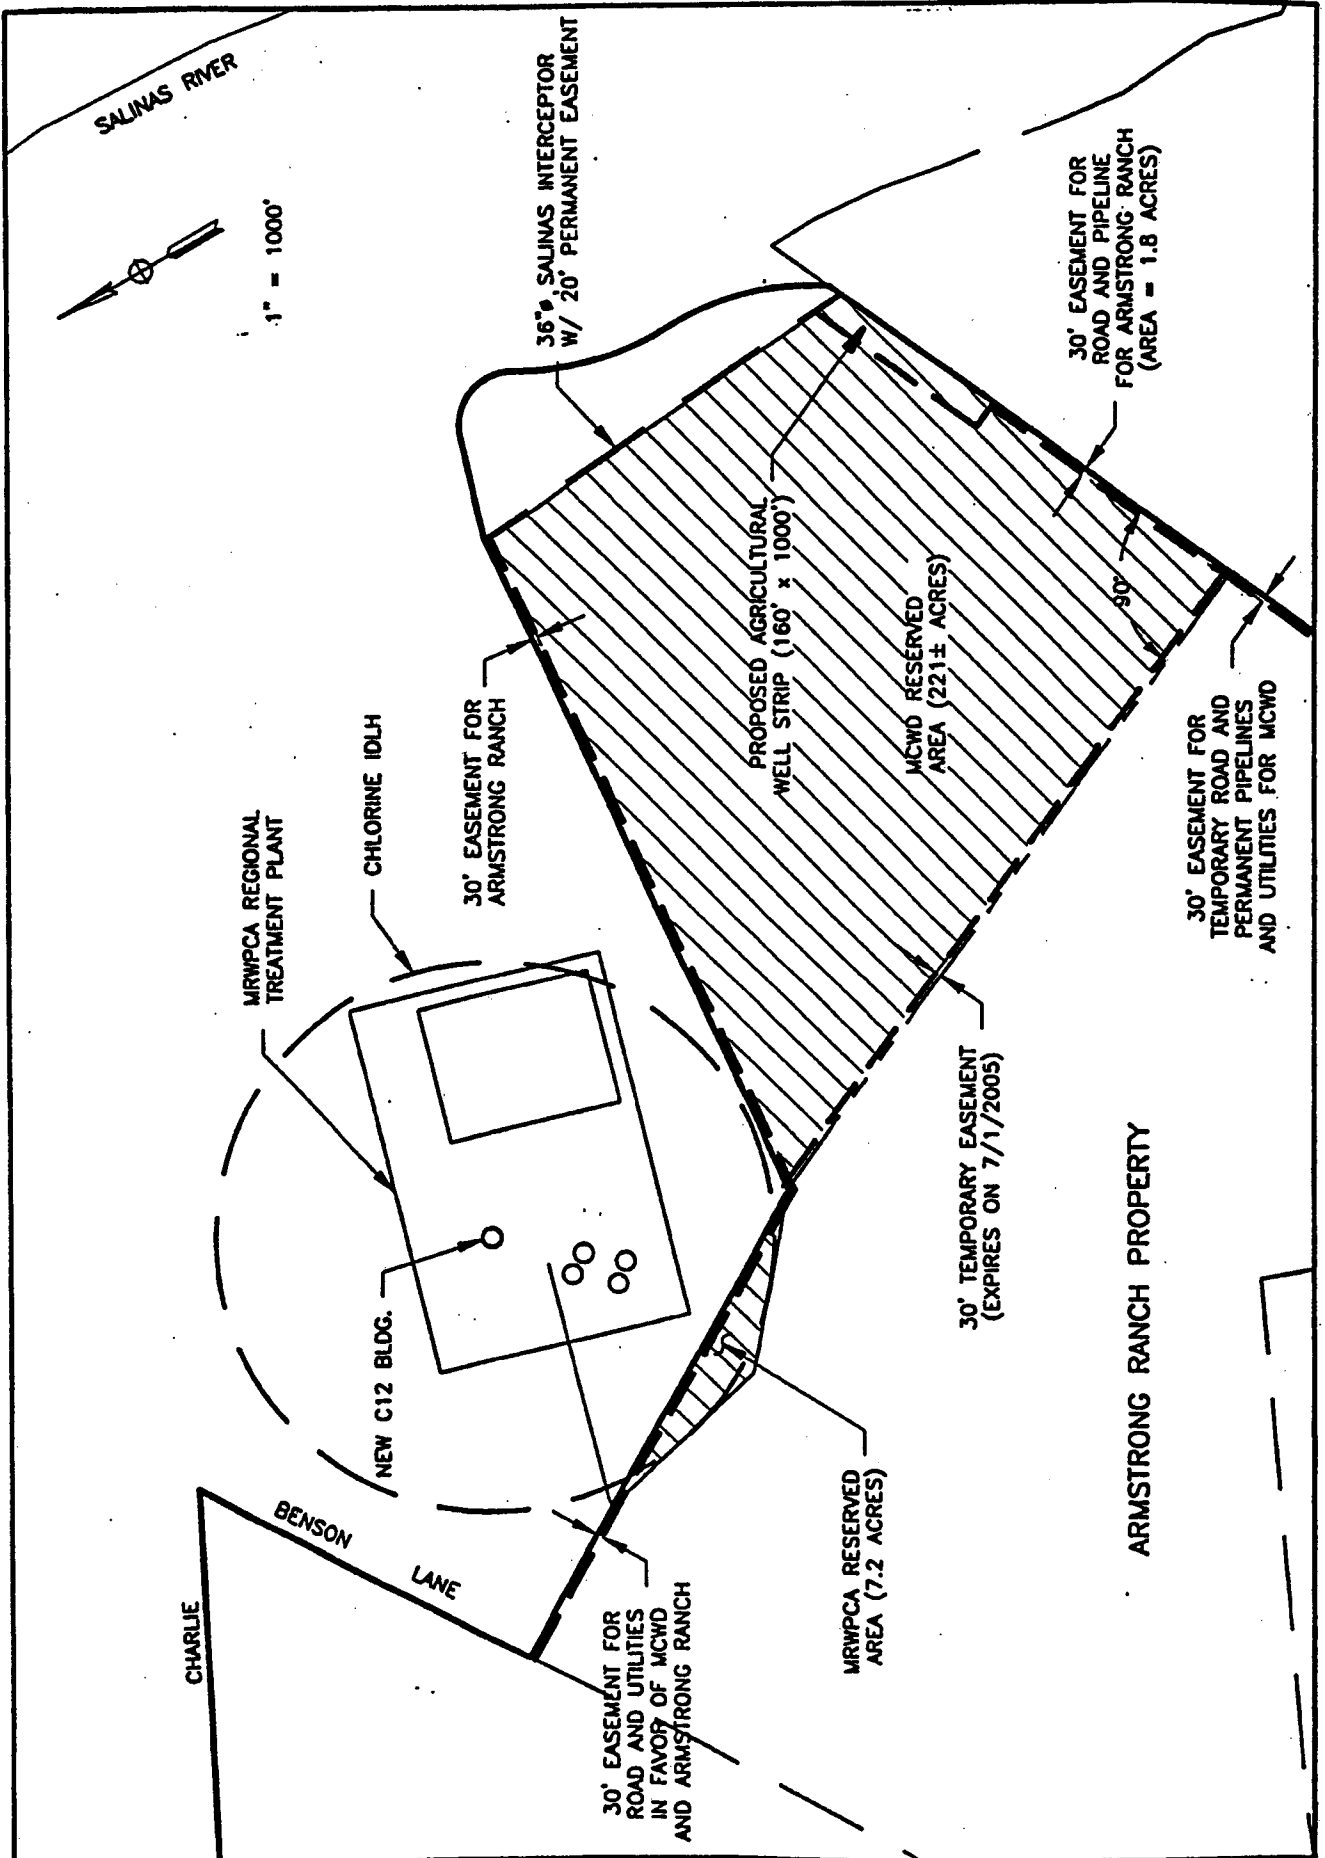 SALINAS RIVER
1" = 1000'
36"ø SALINAS INTERCEPTOR
W/ 20' PERMANENT EASEMENT
30' EASEMENT FOR
ROAD AND PIPELINE
FOR ARMSTRONG RANCH
(AREA = 1.8 ACRES)
MRWPCA REGIONAL
TREATMENT PLANT
CHLORINE IDLH
30' EASEMENT FOR
ARMSTRONG RANCH
PROPOSED AGRICULTURAL
WELL STRIP (160' x 1000')
MCWD RESERVED
AREA (221± ACRES)
90°
30' EASEMENT FOR
TEMPORARY ROAD AND
PERMANENT PIPELINES
AND UTILITIES FOR MCWD
NEW C12 BLDG.
30' TEMPORARY EASEMENT
(EXPIRES ON 7/1/2005)
CHARLIE
BENSON
LANE
30' EASEMENT FOR
ROAD AND UTILITIES
IN FAVOR OF MCWD
AND ARMSTRONG RANCH
MRWPCA RESERVED
AREA (7.2 ACRES)
ARMSTRONG RANCH PROPERTY